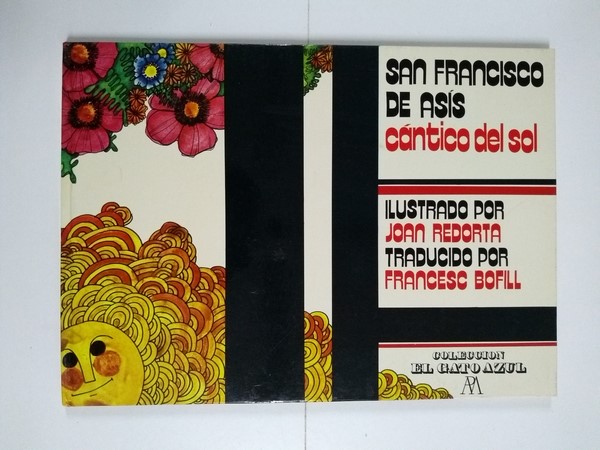 SAN FRANCISCO
DE ASÍS
cántico del sol
ILUSTRADO POR
JOAN REDORTA
TRADUCIDO POR
FRANCESC BOFILL
COLECCION
EL GATO AZUL